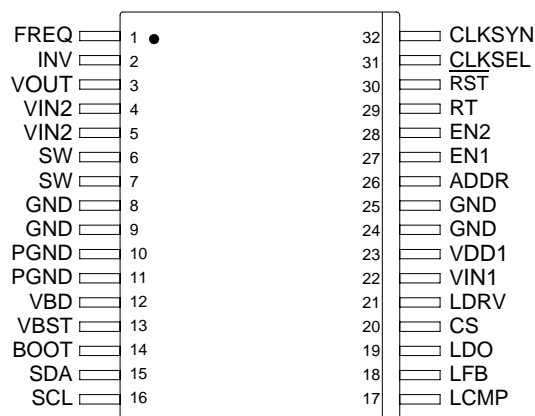 FREQ 1 32 CLKSYN
INV 2 31 CLKSEL
VOUT 3 30 RST
VIN2 4 29 RT
VIN2 5 28 EN2
SW 6 27 EN1
SW 7 26 ADDR
GND 8 25 GND
GND 9 24 GND
PGND 10 23 VDD1
PGND 11 22 VIN1
VBD 12 21 LDRV
VBST 13 20 CS
BOOT 14 19 LDO
SDA 15 18 LFB
SCL 16 17 LCMP